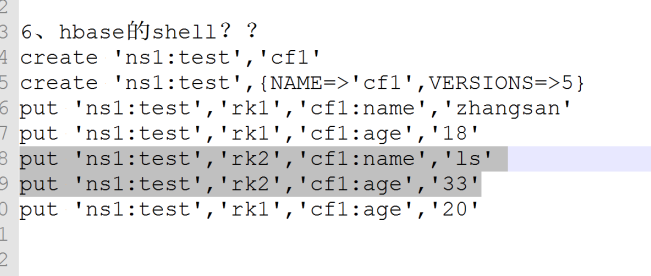 2
3 6、hbase的shell？？
4 create 'ns1:test','cf1'
5 create 'ns1:test',{NAME=>'cf1',VERSIONS=>5}
6 put 'ns1:test','rk1','cf1:name','zhangsan'
7 put 'ns1:test','rk1','cf1:age','18'
8 put 'ns1:test','rk2','cf1:name','ls'
9 put 'ns1:test','rk2','cf1:age','33'
0 put 'ns1:test','rk1','cf1:age','20'
1
2